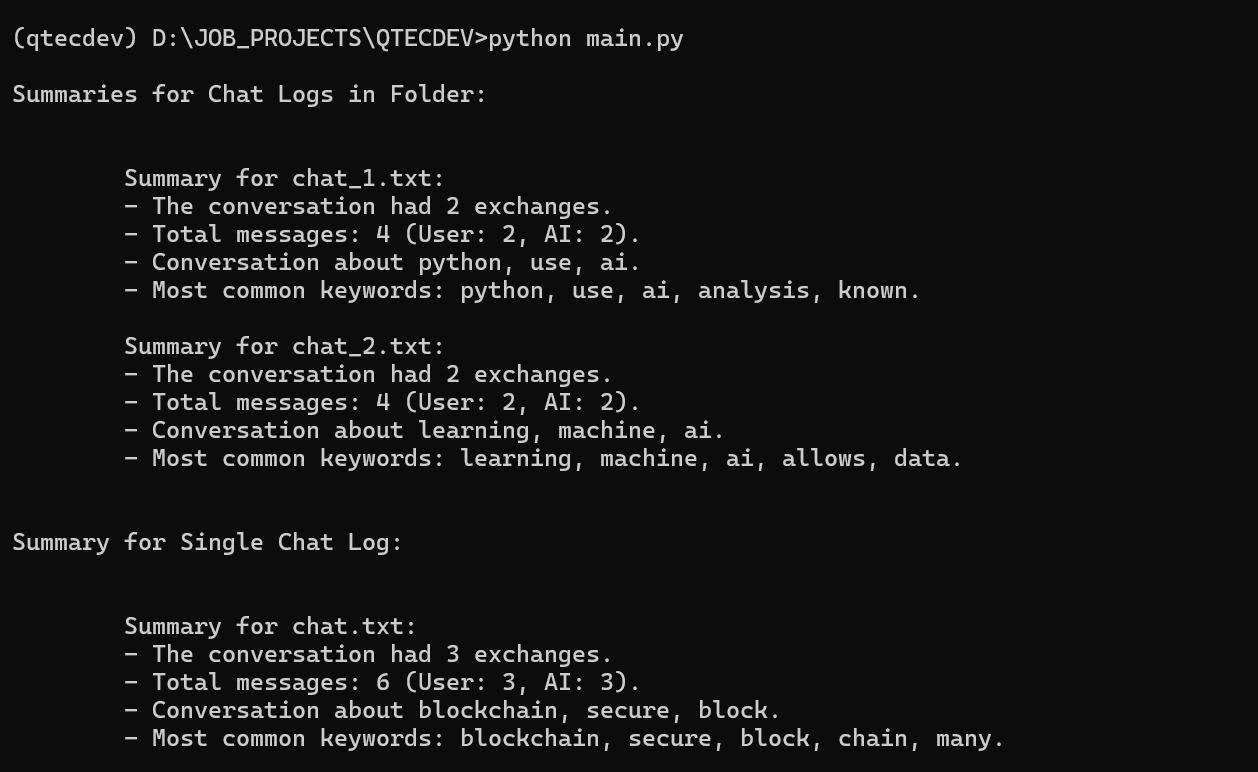 (qtecdev) D:\JOB_PROJECTS\QTECDEV>python main.py
Summaries for Chat Logs in Folder:
Summary for chat_1.txt:
- The conversation had 2 exchanges.
- Total messages: 4 (User: 2, AI: 2).
- Conversation about python, use, ai.
- Most common keywords: python, use, ai, analysis, known.
Summary for chat_2.txt:
- The conversation had 2 exchanges.
- Total messages: 4 (User: 2, AI: 2).
- Conversation about learning, machine, ai.
- Most common keywords: learning, machine, ai, allows, data.
Summary for Single Chat Log:
Summary for chat.txt:
- The conversation had 3 exchanges.
- Total messages: 6 (User: 3, AI: 3).
- Conversation about blockchain, secure, block.
- Most common keywords: blockchain, secure, block, chain, many.